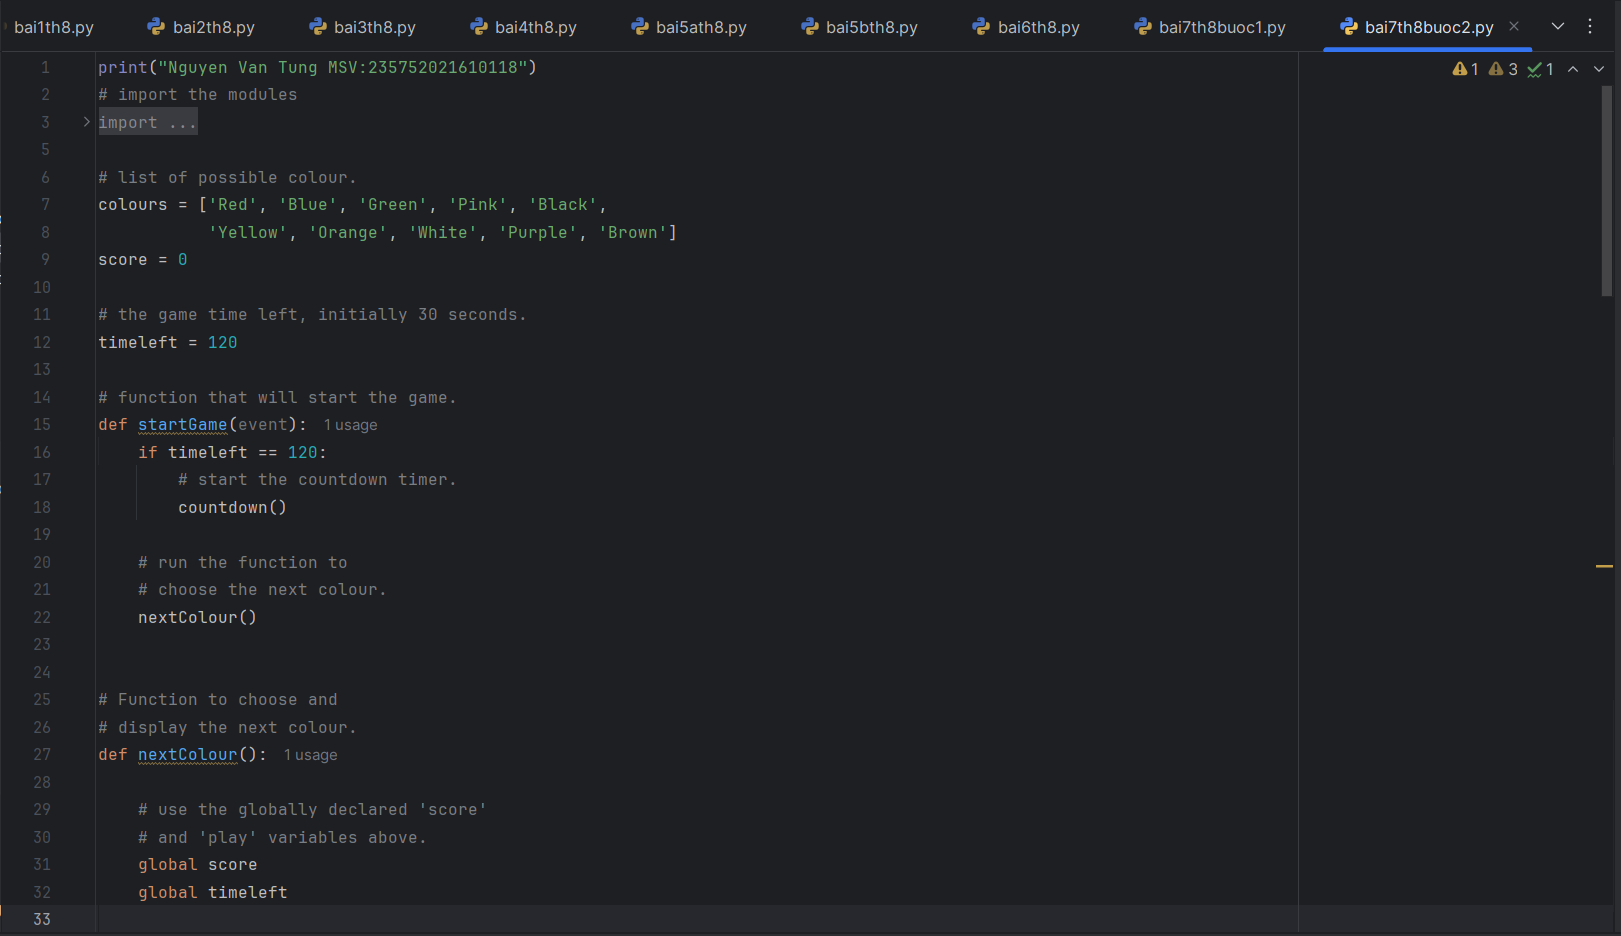 bai1th8.py bai2th8.py bai3th8.py bai4th8.py bai5ath8.py bai5bth8.py bai6th8.py bai7th8buoc1.py bai7th8buoc2.py
1 print("Nguyen Van Tung MSV:235752021610118") 1 3 1
2 # import the modules
3 import ...
5
6 # list of possible colour.
7 colours = ['Red', 'Blue', 'Green', 'Pink', 'Black',
8 'Yellow', 'Orange', 'White', 'Purple', 'Brown']
9 score = 0
10
11 # the game time left, initially 30 seconds.
12 timeleft = 120
13
14 # function that will start the game.
15 def startGame(event): 1 usage
16 if timeleft == 120:
17 # start the countdown timer.
18 countdown()
19
20 # run the function to
21 # choose the next colour.
22 nextColour()
23
24
25 # Function to choose and
26 # display the next colour.
27 def nextColour(): 1 usage
28
29 # use the globally declared 'score'
30 # and 'play' variables above.
31 global score
32 global timeleft
33